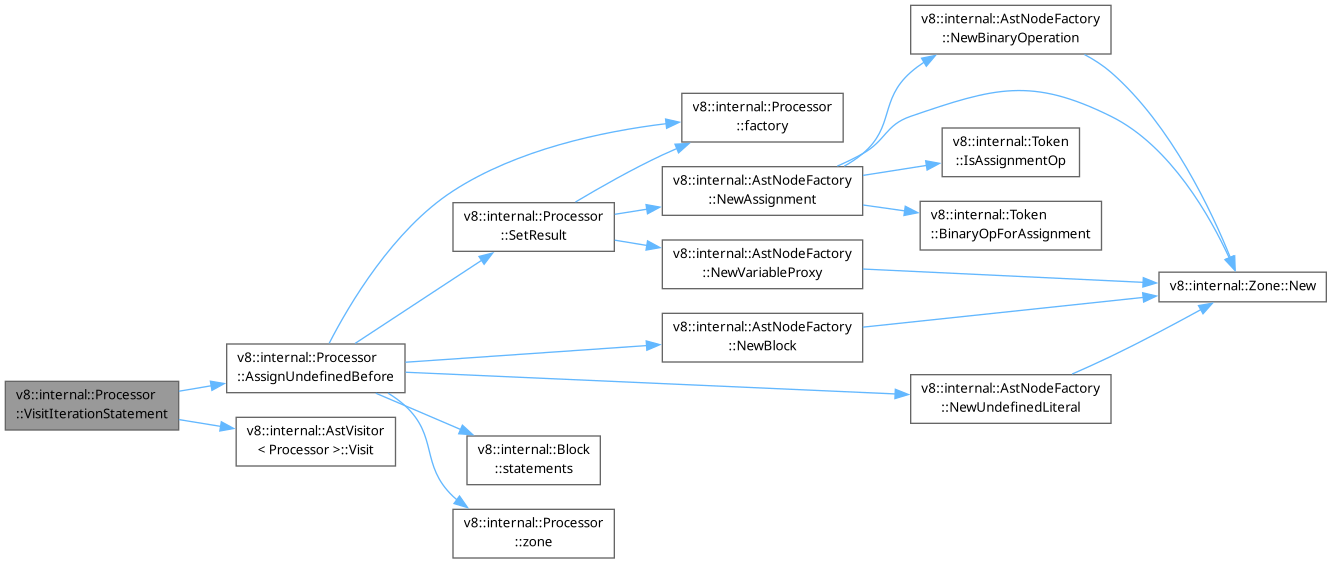 v8::internal::Processor
::VisitIterationStatement
v8::internal::Processor
::AssignUndefinedBefore
v8::internal::AstVisitor
< Processor >::Visit
v8::internal::Processor
::SetResult
v8::internal::Block
::statements
v8::internal::Processor
::zone
v8::internal::Processor
::factory
v8::internal::AstNodeFactory
::NewAssignment
v8::internal::AstNodeFactory
::NewVariableProxy
v8::internal::AstNodeFactory
::NewBlock
v8::internal::AstNodeFactory
::NewBinaryOperation
v8::internal::Token
::IsAssignmentOp
v8::internal::Token
::BinaryOpForAssignment
v8::internal::AstNodeFactory
::NewUndefinedLiteral
v8::internal::Zone::New